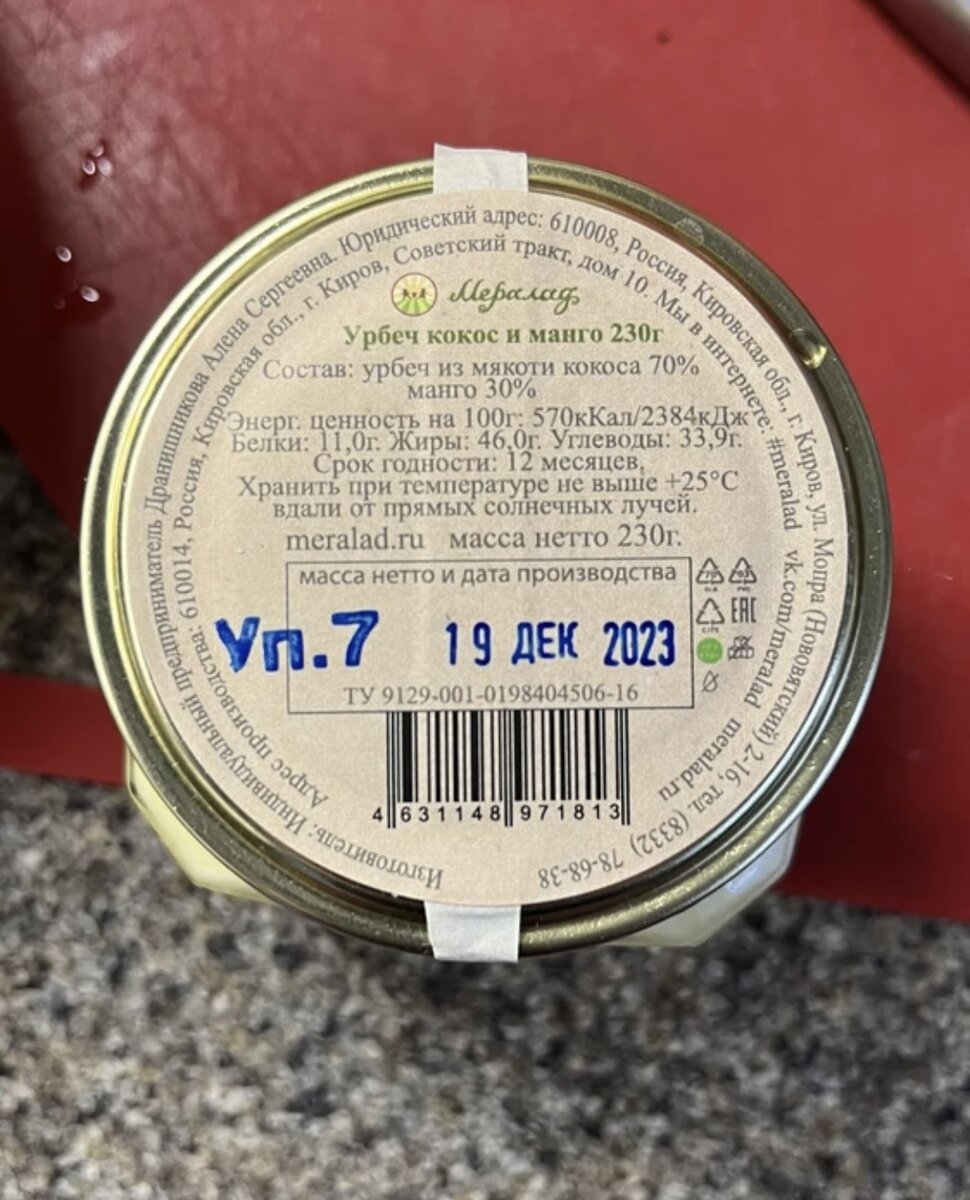 Изготовитель: Индивидуальный предприниматель Дранишникова Алена Сергеевна. Юридический адрес: 610008, Россия, Кировская обл., г. Киров, ул. Мопра (Нововятский) 2-16, тел. (8332) 78-68-38
Адрес производства: 610014, Россия, Кировская обл., г. Киров, Советский тракт, дом 10. Мы в интернете: #meralad vk.com/meralad meralad.ru
Мералад
Урбеч кокос и манго 230г
Состав: урбеч из мякоти кокоса 70%
манго 30%
Энерг. ценность на 100г: 570кКал/2384кДж
Белки: 11,0г. Жиры: 46,0г. Углеводы: 33,9г.
Срок годности: 12 месяцев.
Хранить при температуре не выше +25°С
вдали от прямых солнечных лучей.
meralad.ru масса нетто 230г.
масса нетто и дата производства
Уп.7 19 ДЕК 2023
ТУ 9129-001-0198404506-16
EAC
4 631148 971813